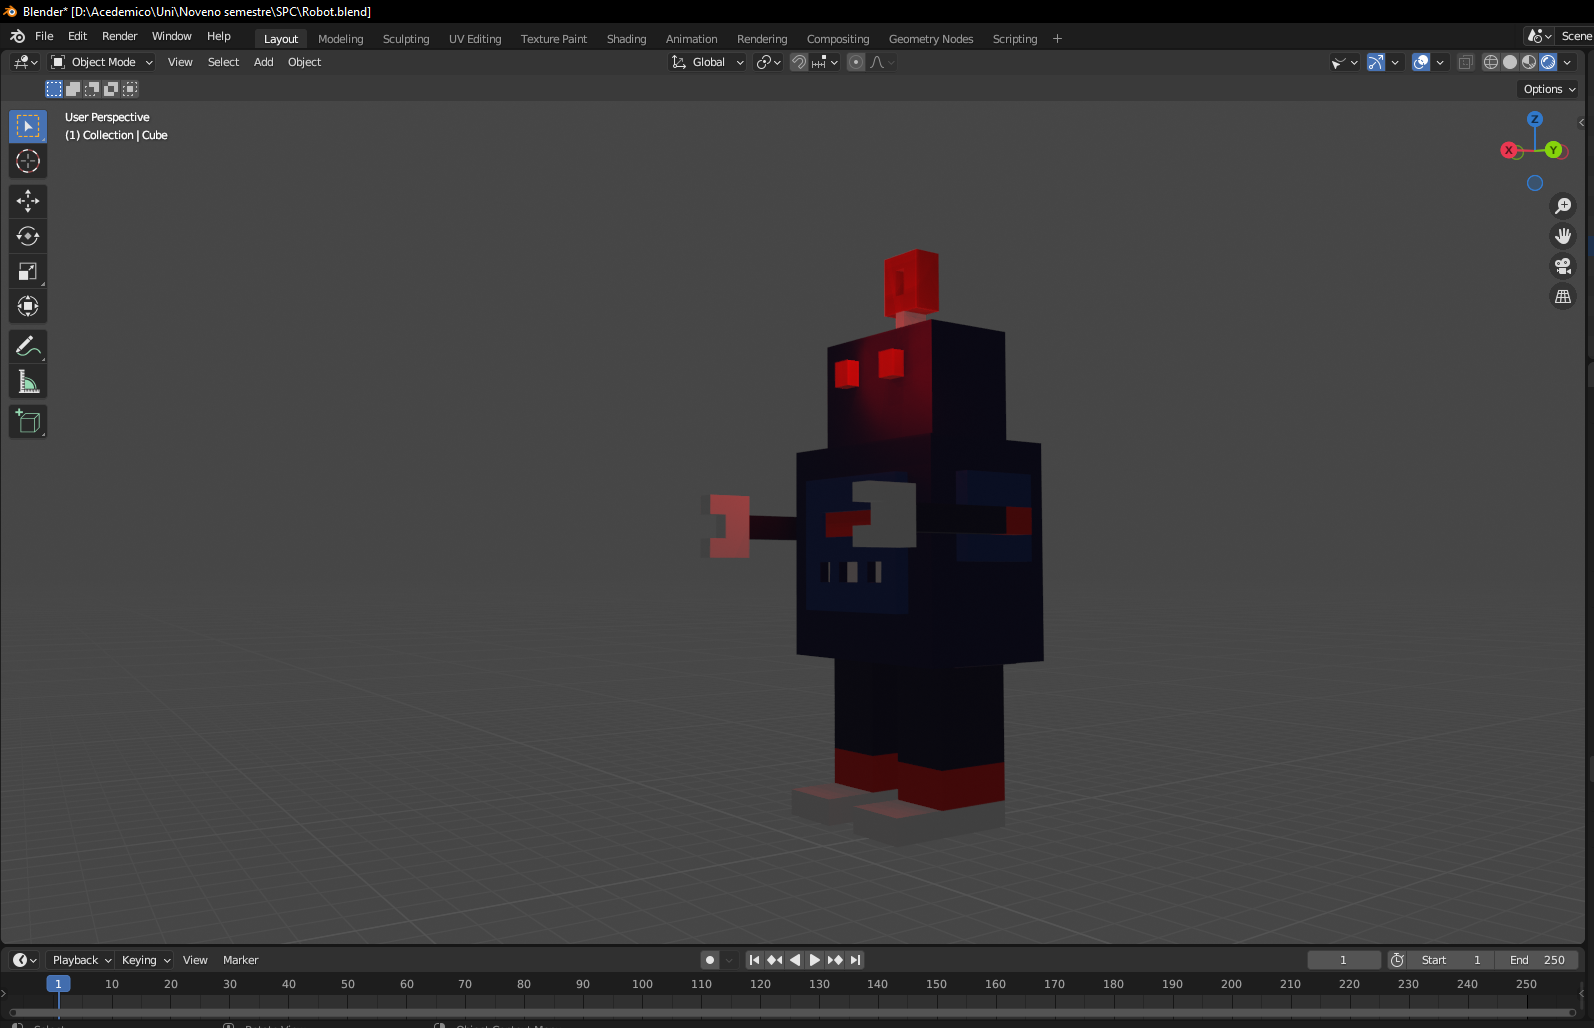 Blender* [D:\Acedemico\Uni\Noveno semestre\SPC\Robot.blend]
File Edit Render Window Help Layout Modeling Sculpting UV Editing Texture Paint Shading Animation Rendering Compositing Geometry Nodes Scripting + Scene
Object Mode View Select Add Object Global
Options
User Perspective
(1) Collection | Cube
Z
X Y
Playback Keying View Marker 1 Start 1 End 250
1 10 20 30 40 50 60 70 80 90 100 110 120 130 140 150 160 170 180 190 200 210 220 230 240 250